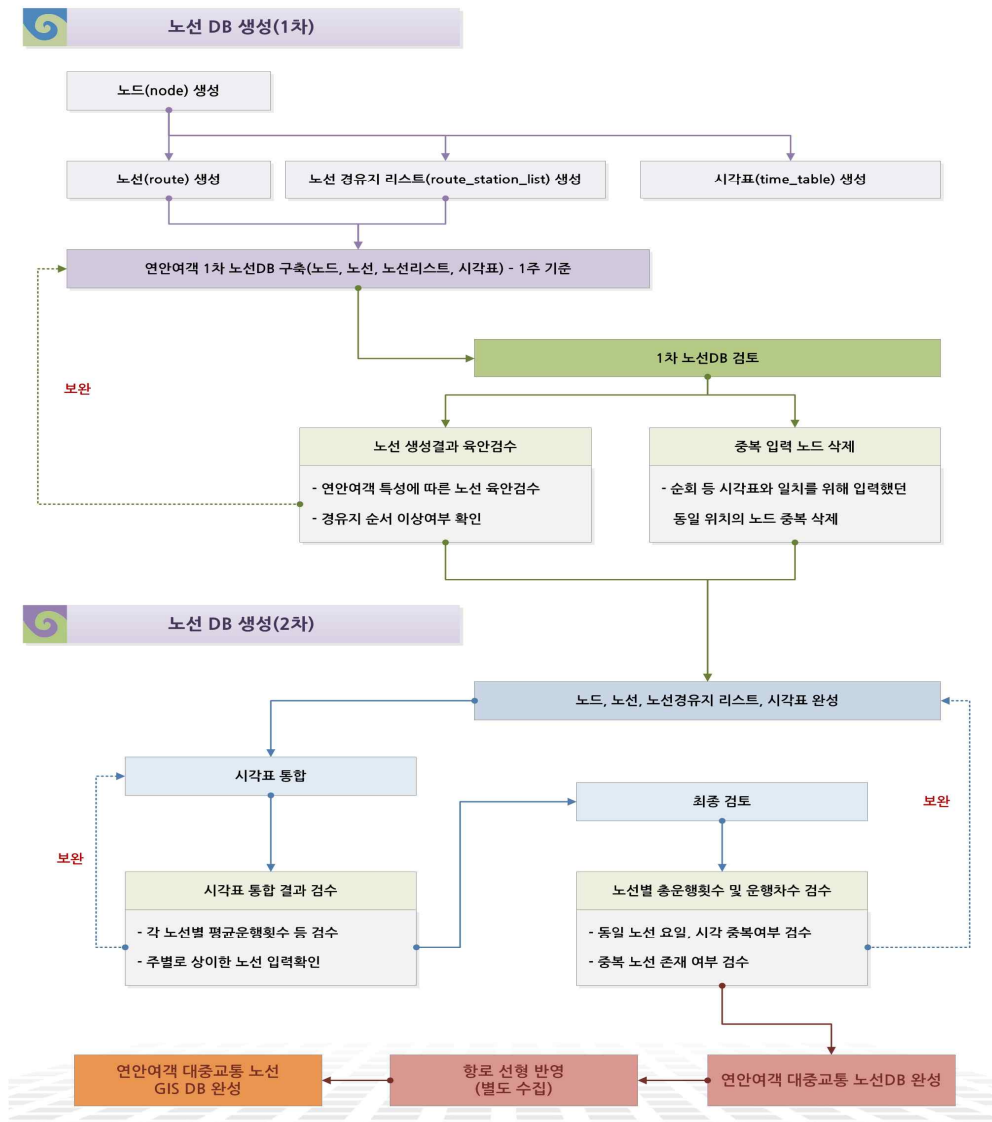 노선 DB 생성(1차)
노드(node) 생성
노선(route) 생성
노선 경유지 리스트(route_station_list) 생성
시각표(time_table) 생성
연안여객 1차 노선DB 구축(노드, 노선, 노선리스트, 시각표) - 1주 기준
1차 노선DB 검토
보완
노선 생성결과 육안검수
- 연안여객 특성에 따른 노선 육안검수
- 경유지 순서 이상여부 확인
중복 입력 노드 삭제
- 순회 등 시각표와 일치를 위해 입력했던
동일 위치의 노드 중복 삭제
노선 DB 생성(2차)
노드, 노선, 노선경유지 리스트, 시각표 완성
시각표 통합
최종 검토
보완
보완
시각표 통합 결과 검수
- 각 노선별 평균운행횟수 등 검수
- 주별로 상이한 노선 입력확인
노선별 총운행횟수 및 운행차수 검수
- 동일 노선 요일, 시각 중복여부 검수
- 중복 노선 존재 여부 검수
연안여객 대중교통 노선
GIS DB 완성
항로 선형 반영
(별도 수집)
연안여객 대중교통 노선DB 완성